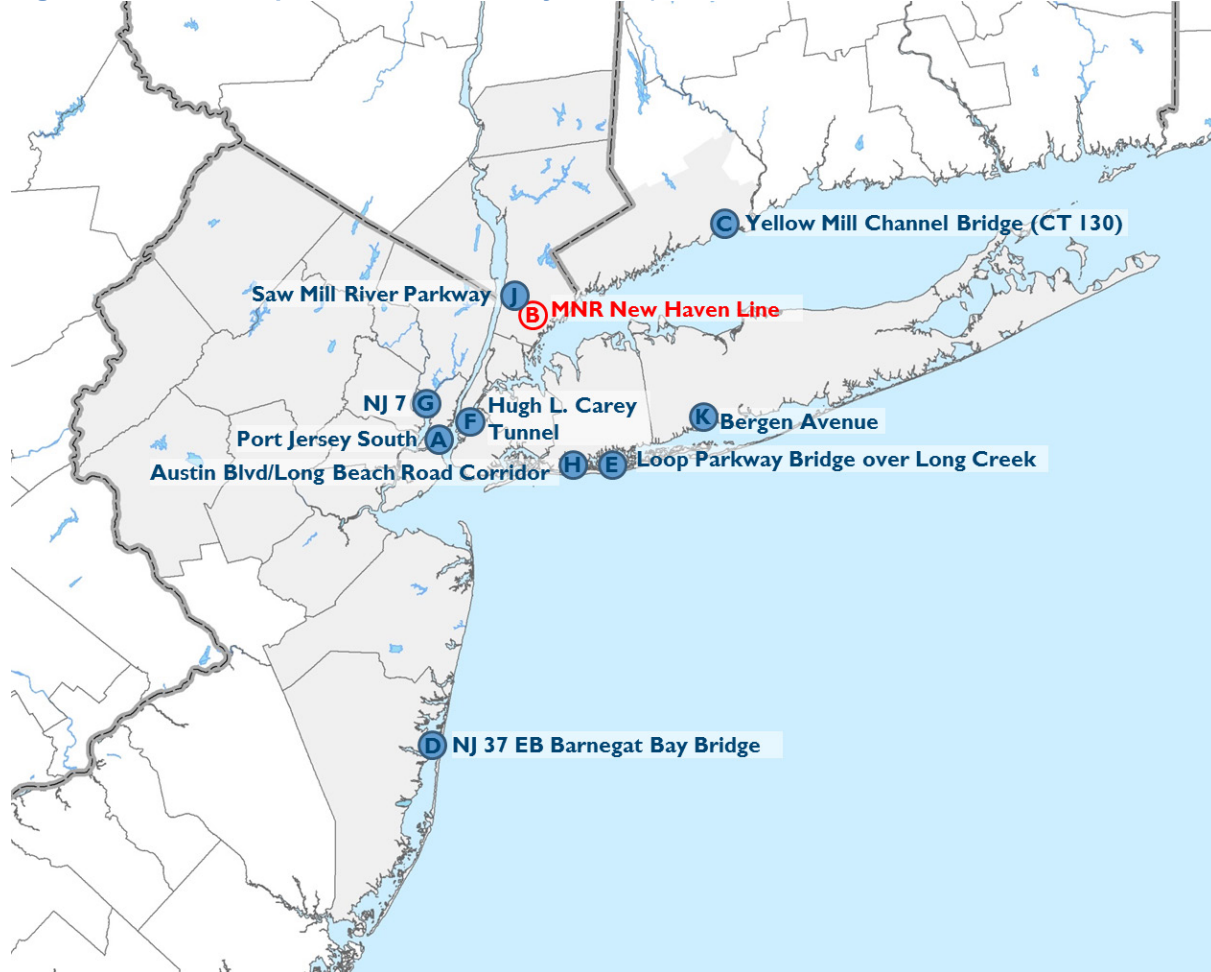 C Yellow Mill Channel Bridge (CT 130)
Saw Mill River Parkway J
B MNR New Haven Line
NJ 7 G
F Hugh L. Carey
Tunnel
K Bergen Avenue
Port Jersey South A
Austin Blvd/Long Beach Road Corridor H
E Loop Parkway Bridge over Long Creek
D NJ 37 EB Barnegat Bay Bridge